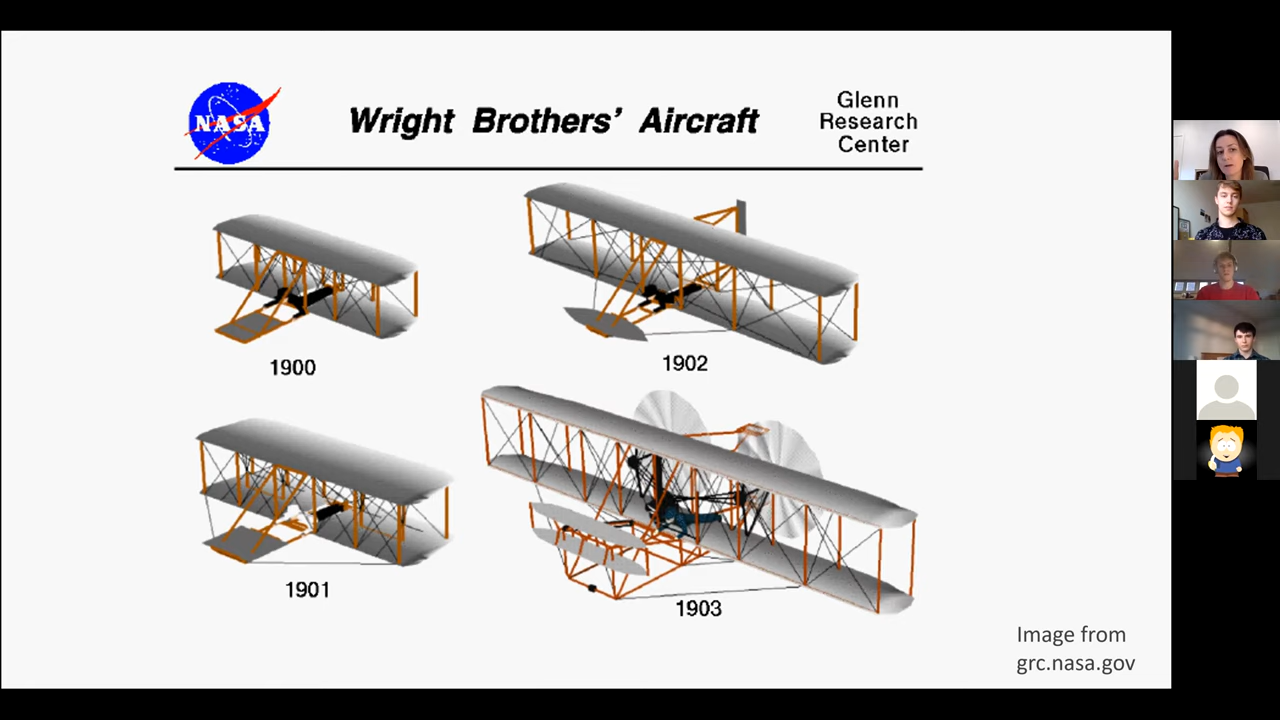 NASA
Wright Brothers’ Aircraft
Glenn
Research
Center
1900
1902
1901
1903
Image from
grc.nasa.gov